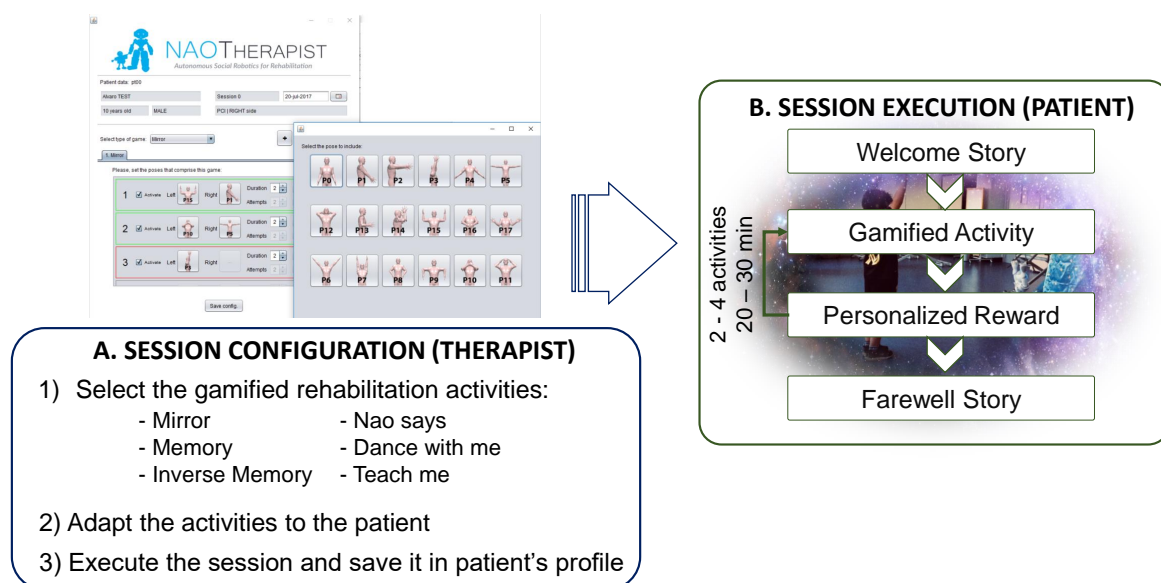 NAOTHERAPIST
Autonomous Social Robotics for Rehabilitation
Patient data: pt00
Alvaro TEST Session 0 20-jul-2017
10 years old MALE PCI | RIGHT side
Select type of game: Mirror +
1. Mirror
Please, set the poses that comprise this game:
1 Activate Left P15 Right P1 Duration 2
Attempts 2
2 Activate Left P10 Right P5 Duration 2
Attempts 2
3 Activate Left P3 Right Duration 2
Attempts 2
Save config.
Select the pose to include:
P0 P1 P2 P3 P4 P5
P12 P13 P14 P15 P16 P17
P6 P7 P8 P9 P10 P11
A. SESSION CONFIGURATION (THERAPIST)
1) Select the gamified rehabilitation activities:
- Mirror - Nao says
- Memory - Dance with me
- Inverse Memory - Teach me
2) Adapt the activities to the patient
3) Execute the session and save it in patient's profile
B. SESSION EXECUTION (PATIENT)
Welcome Story
Gamified Activity
Personalized Reward
Farewell Story
2 - 4 activities
20 – 30 min